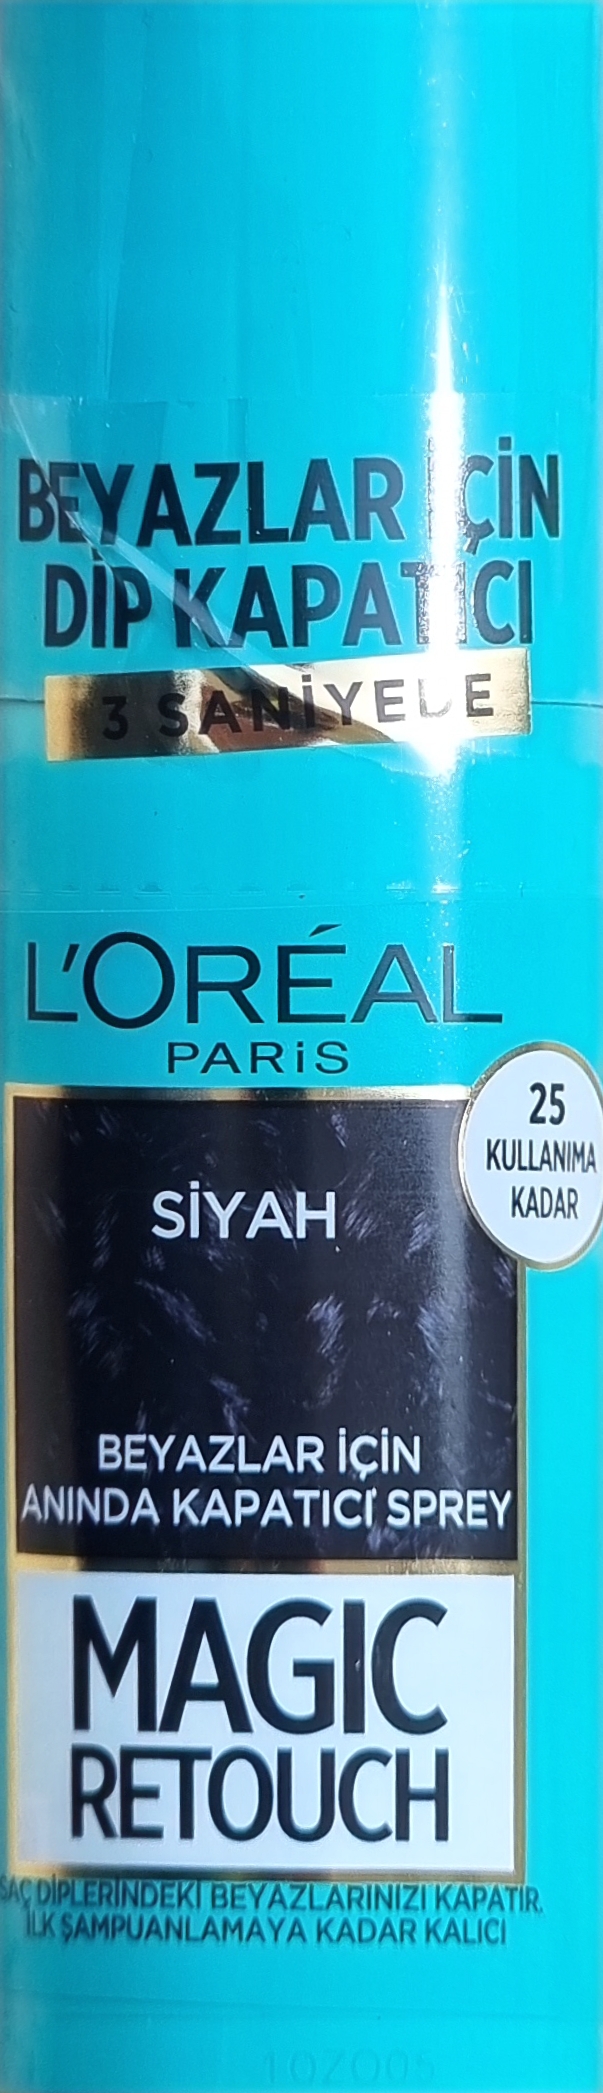 BEYAZLAR İÇİN
DİP KAPATICI
3 SANİYEDE
L'ORÉAL
PARiS
25
KULLANIMA
KADAR
SİYAH
BEYAZLAR İÇİN
ANINDA KAPATICI SPREY
MAGIC
RETOUCH
SAÇ DİPLERİNDEKİ BEYAZLARINIZI KAPATIR.
İLK ŞAMPUANLAMAYA KADAR KALICI